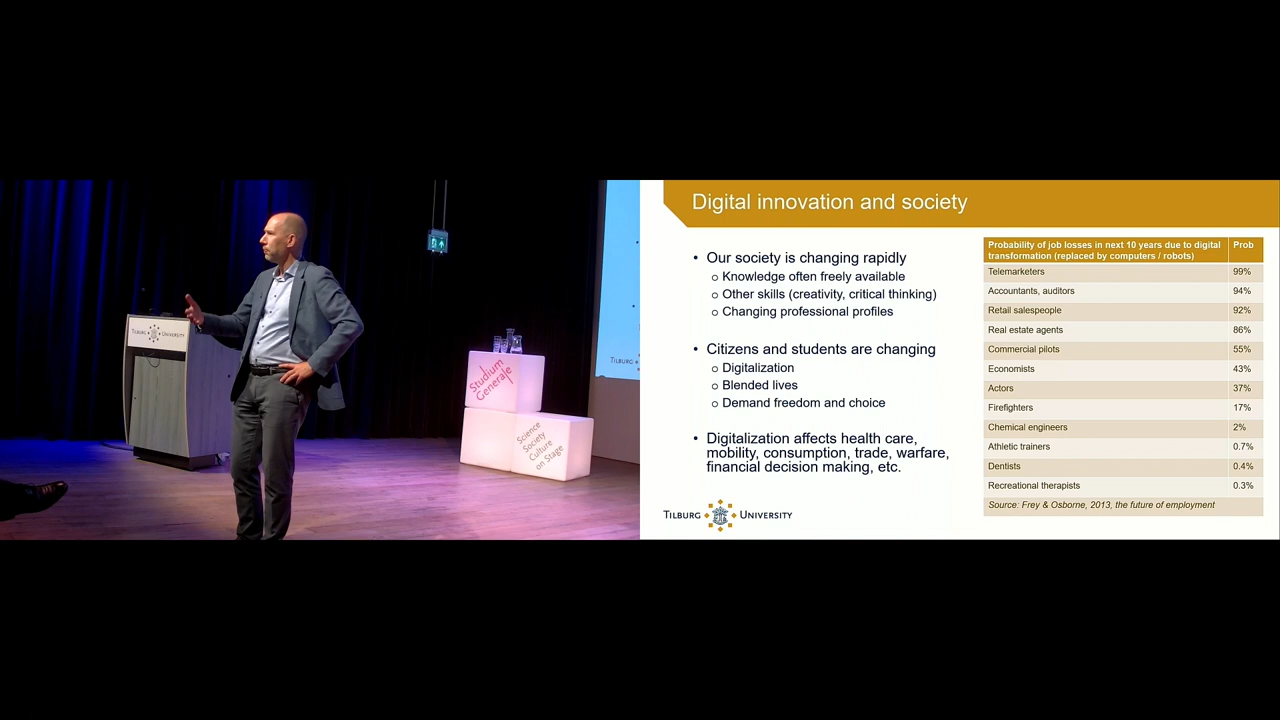 TILBURG UNIVERSITY
Studium
Generale
Science
Society
Culture
on Stage
TILBURG
Digital innovation and society
• Our society is changing rapidly
o Knowledge often freely available
o Other skills (creativity, critical thinking)
o Changing professional profiles
• Citizens and students are changing
o Digitalization
o Blended lives
o Demand freedom and choice
• Digitalization affects health care,
mobility, consumption, trade, warfare,
financial decision making, etc.
TILBURG UNIVERSITY
Probability of job losses in next 10 years due to digital Prob
transformation (replaced by computers / robots)
Telemarketers 99%
Accountants, auditors 94%
Retail salespeople 92%
Real estate agents 86%
Commercial pilots 55%
Economists 43%
Actors 37%
Firefighters 17%
Chemical engineers 2%
Athletic trainers 0.7%
Dentists 0.4%
Recreational therapists 0.3%
Source: Frey & Osborne, 2013, the future of employment